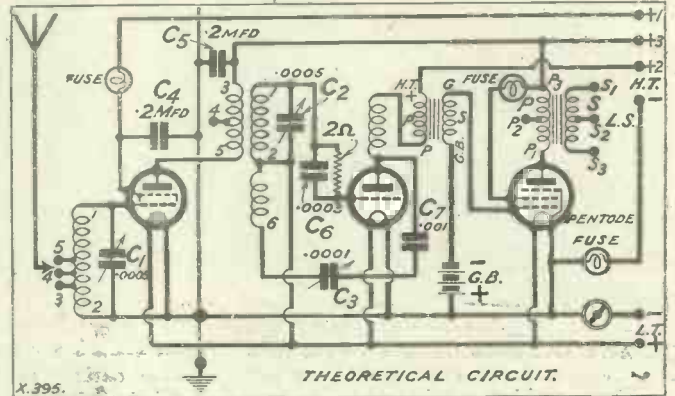 +1
C5 .2MFD
+3
FUSE
C4
.2MFD
.0005
C2
H.T. +
G
FUSE
P3
S1
+2
H.T.
-
3
4
5
1
2
2Ω
P
S
P
G.B.
P
P2
P1
S
L.S.
S2
S3
1
5
4
3
2
C1
.0005
6
.0003
C6
.0001
C3
C7
.001
-
G.B.
+
PENTODE
FUSE
-
L.T.
+
THEORETICAL CIRCUIT.
X.395.